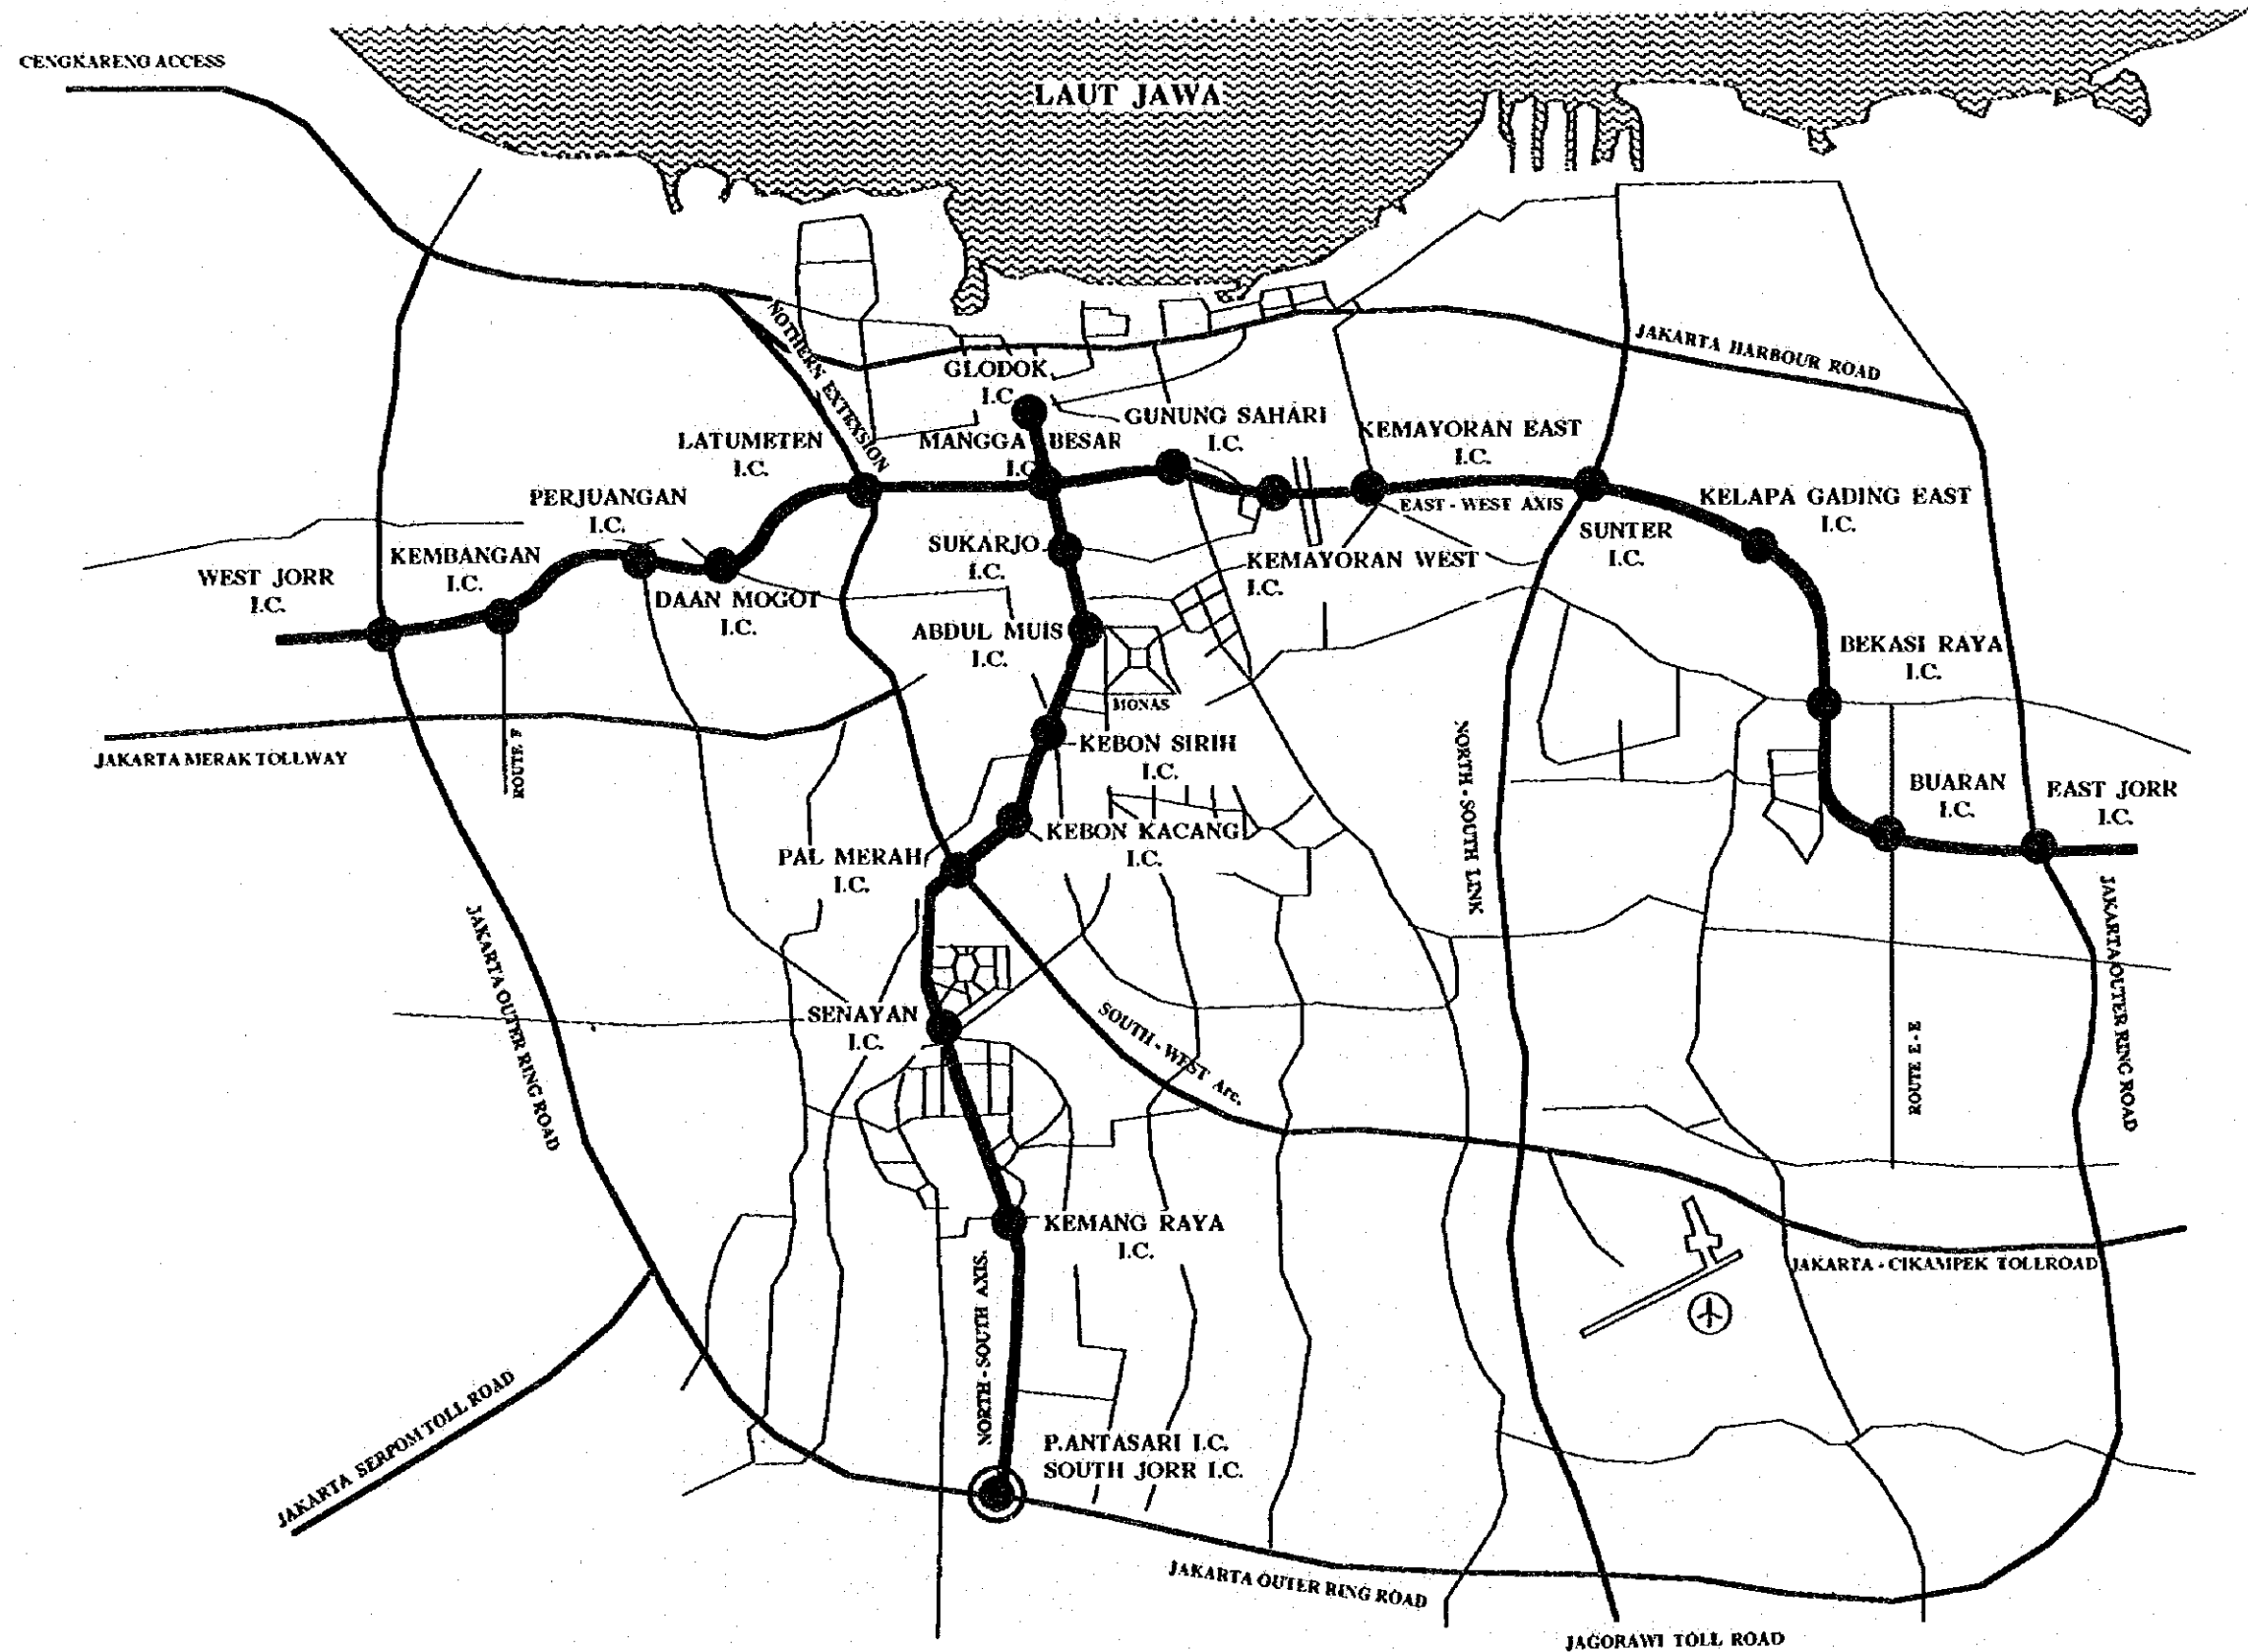 CENGKARENG ACCESS
LAUT JAWA
NOTHERN EXTEXSION
JAKARTA HARBOUR ROAD
GLODOK
I.C.
GUNUNG SAHARI
I.C.
LATUMETEN
I.C.
MANGGA BESAR
I.C.
KEMAYORAN EAST
I.C.
PERJUANGAN
I.C.
EAST - WEST AXIS
KELAPA GADING EAST
I.C.
SUNTER
I.C.
SUKARJO
I.C.
KEMBANGAN
I.C.
KEMAYORAN WEST
I.C.
WEST JORR
I.C.
DAAN MOGOT
I.C.
ABDUL MUIS
I.C.
BEKASI RAYA
I.C.
MONAS
KEBON SIRIH
I.C.
JAKARTA MERAK TOLLWAY
ROUTE F
NORTH - SOUTH LINK
BUARAN
I.C.
EAST JORR
I.C.
KEBON KACANG
I.C.
PAL MERAH
I.C.
JAKARTA OUTER RING ROAD
JAKARTA OUTER RING ROAD
SENAYAN
I.C.
SOUTH - WEST Arc.
ROUTE E - E
KEMANG RAYA
I.C.
JAKARTA - CIKAMPEK TOLLROAD
NORTH - SOUTH AXIS.
JAKARTA SERPOM TOLL ROAD
P.ANTASARI I.C.
SOUTH JORR I.C.
JAKARTA OUTER RING ROAD
JAGORAWI TOLL ROAD